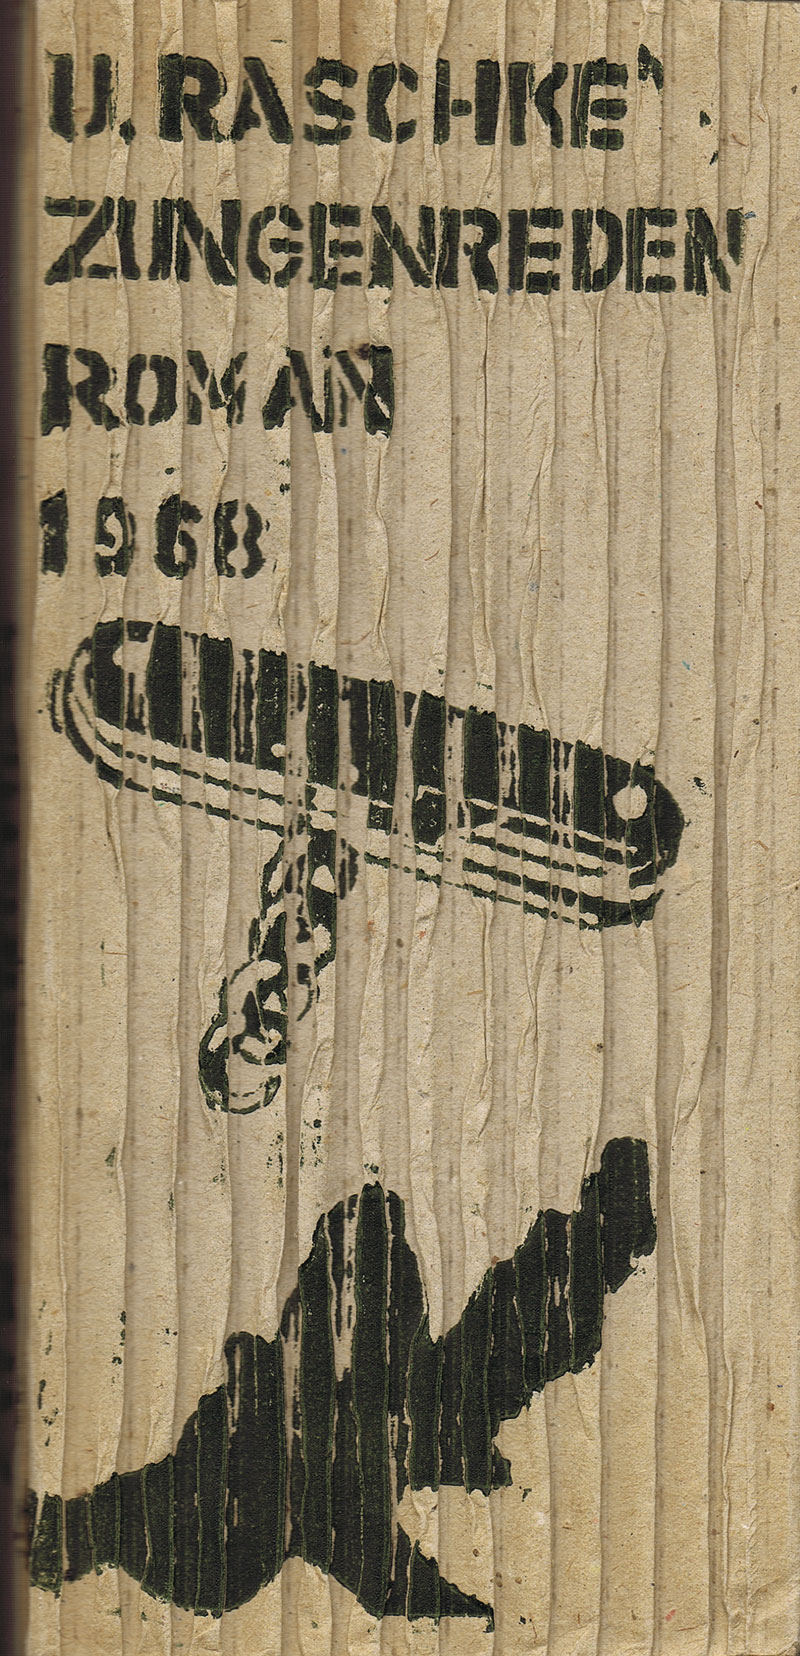 U. RASCHKE
ZUNGENREDEN
ROMAN
1968